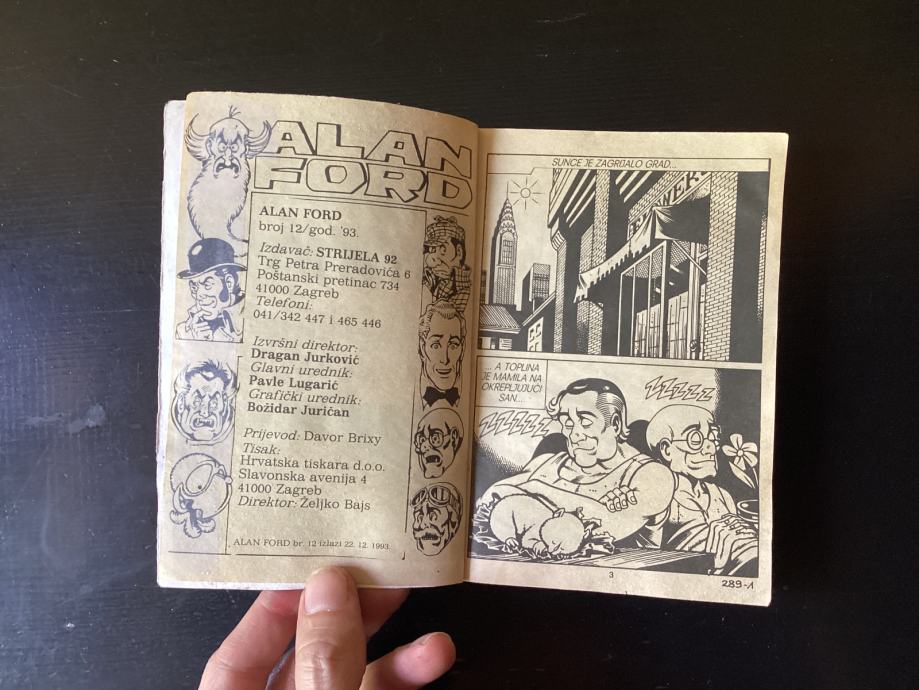 ALAN
FORD
ALAN FORD
broj 12/god. '93.
Izdavač: STRIJELA 92
Trg Petra Preradovića 6
Poštanski pretinac 734
41000 Zagreb
Telefoni:
041/342 447 i 465 446
Izvršni direktor:
Dragan Jurković
Glavni urednik:
Pavle Lugarić
Grafički urednik:
Božidar Juričan
Prijevod: Davor Brixy
Tisak:
Hrvatska tiskara d.o.o.
Slavonska avenija 4
41000 Zagreb
Direktor: Željko Bajs
ALAN FORD br. 12 izlazi 22. 12. 1993.
SUNCE JE ZAGRIJALO GRAD...
... A TOPLINA
JE MAMILA NA
OKREPLJUJUĆI
SAN...
ZZZZZ
3
289-1